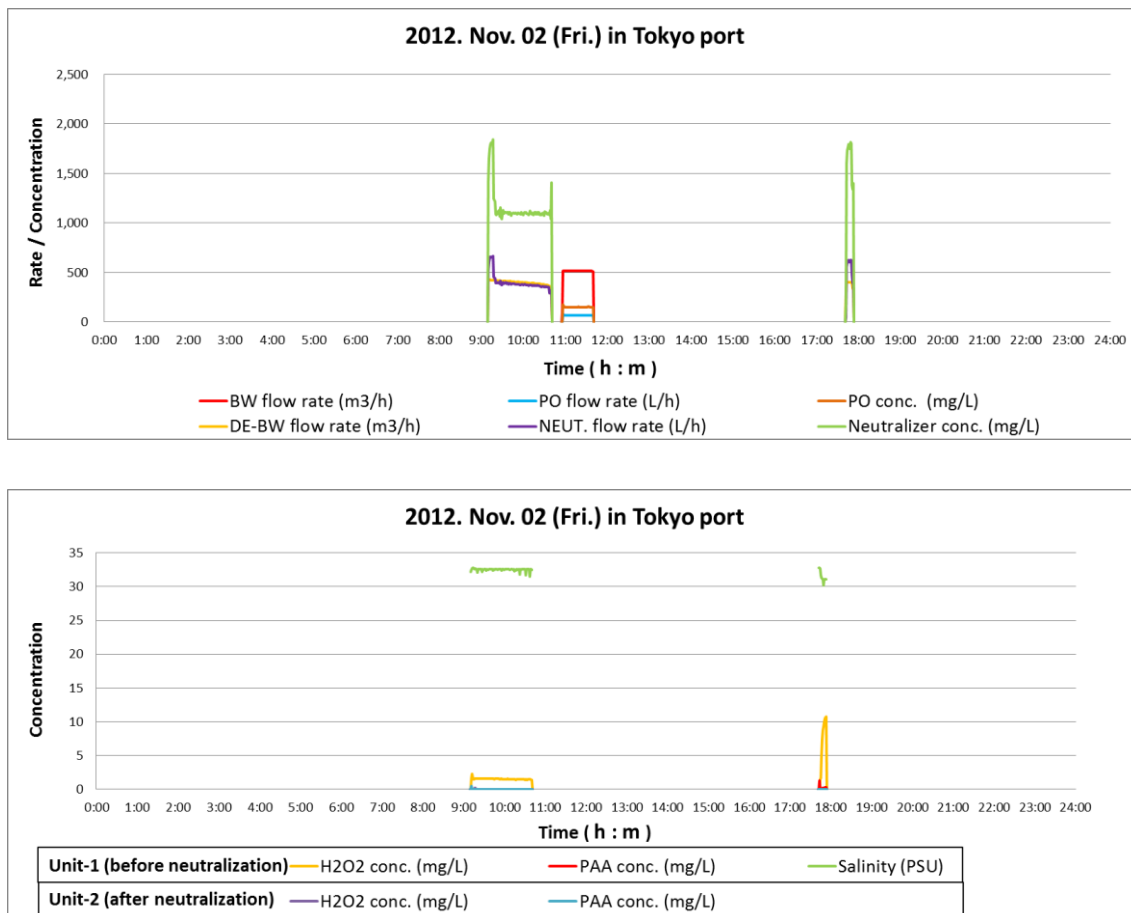 2012. Nov. 02 (Fri.) in Tokyo port
2,500
2,000
1,500
1,000
500
0
Rate / Concentration
0:00 1:00 2:00 3:00 4:00 5:00 6:00 7:00 8:00 9:00 10:00 11:00 12:00 13:00 14:00 15:00 16:00 17:00 18:00 19:00 20:00 21:00 22:00 23:00 24:00
Time ( h : m )
BW flow rate (m3/h) PO flow rate (L/h) PO conc. (mg/L)
DE-BW flow rate (m3/h) NEUT. flow rate (L/h) Neutralizer conc. (mg/L)
2012. Nov. 02 (Fri.) in Tokyo port
35
30
25
20
15
10
5
0
Concentration
0:00 1:00 2:00 3:00 4:00 5:00 6:00 7:00 8:00 9:00 10:00 11:00 12:00 13:00 14:00 15:00 16:00 17:00 18:00 19:00 20:00 21:00 22:00 23:00 24:00
Time ( h : m )
Unit-1 (before neutralization) H2O2 conc. (mg/L) PAA conc. (mg/L) Salinity (PSU)
Unit-2 (after neutralization) H2O2 conc. (mg/L) PAA conc. (mg/L)